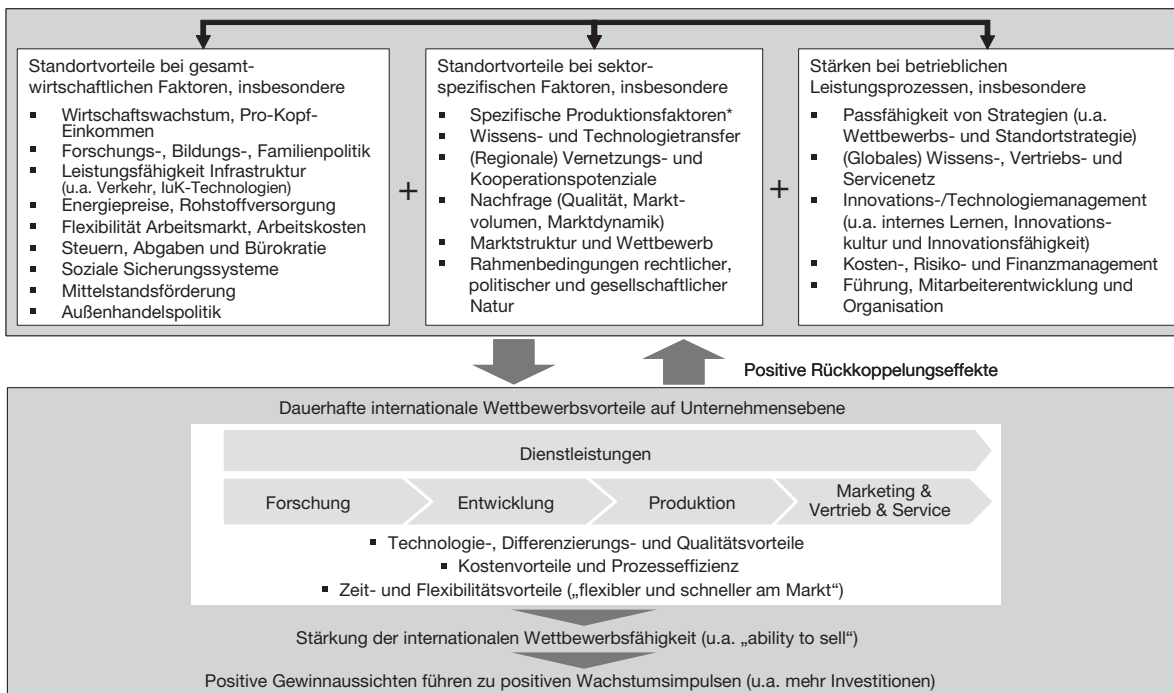 Standortvorteile bei gesamt-
wirtschaftlichen Faktoren, insbesondere
▪ Wirtschaftswachstum, Pro-Kopf-
Einkommen
▪ Forschungs-, Bildungs-, Familienpolitik
▪ Leistungsfähigkeit Infrastruktur
(u.a. Verkehr, IuK-Technologien)
▪ Energiepreise, Rohstoffversorgung
▪ Flexibilität Arbeitsmarkt, Arbeitskosten
▪ Steuern, Abgaben und Bürokratie
▪ Soziale Sicherungssysteme
▪ Mittelstandsförderung
▪ Außenhandelspolitik
+
Standortvorteile bei sektor-
spezifischen Faktoren, insbesondere
▪ Spezifische Produktionsfaktoren*
▪ Wissens- und Technologietransfer
▪ (Regionale) Vernetzungs- und
Kooperationspotenziale
▪ Nachfrage (Qualität, Markt-
volumen, Marktdynamik)
▪ Marktstruktur und Wettbewerb
▪ Rahmenbedingungen rechtlicher,
politischer und gesellschaftlicher
Natur
+
Stärken bei betrieblichen
Leistungsprozessen, insbesondere
▪ Passfähigkeit von Strategien (u.a.
Wettbewerbs- und Standortstrategie)
▪ (Globales) Wissens-, Vertriebs- und
Servicenetz
▪ Innovations-/Technologiemanagement
(u.a. internes Lernen, Innovations-
kultur und Innovationsfähigkeit)
▪ Kosten-, Risiko- und Finanzmanagement
▪ Führung, Mitarbeiterentwicklung und
Organisation
Positive Rückkoppelungseffekte
Dauerhafte internationale Wettbewerbsvorteile auf Unternehmensebene
Dienstleistungen
Forschung
Entwicklung
Produktion
Marketing &
Vertrieb & Service
▪ Technologie-, Differenzierungs- und Qualitätsvorteile
▪ Kostenvorteile und Prozesseffizienz
▪ Zeit- und Flexibilitätsvorteile („flexibler und schneller am Markt“)
Stärkung der internationalen Wettbewerbsfähigkeit (u.a. „ability to sell“)
Positive Gewinnaussichten führen zu positiven Wachstumsimpulsen (u.a. mehr Investitionen)